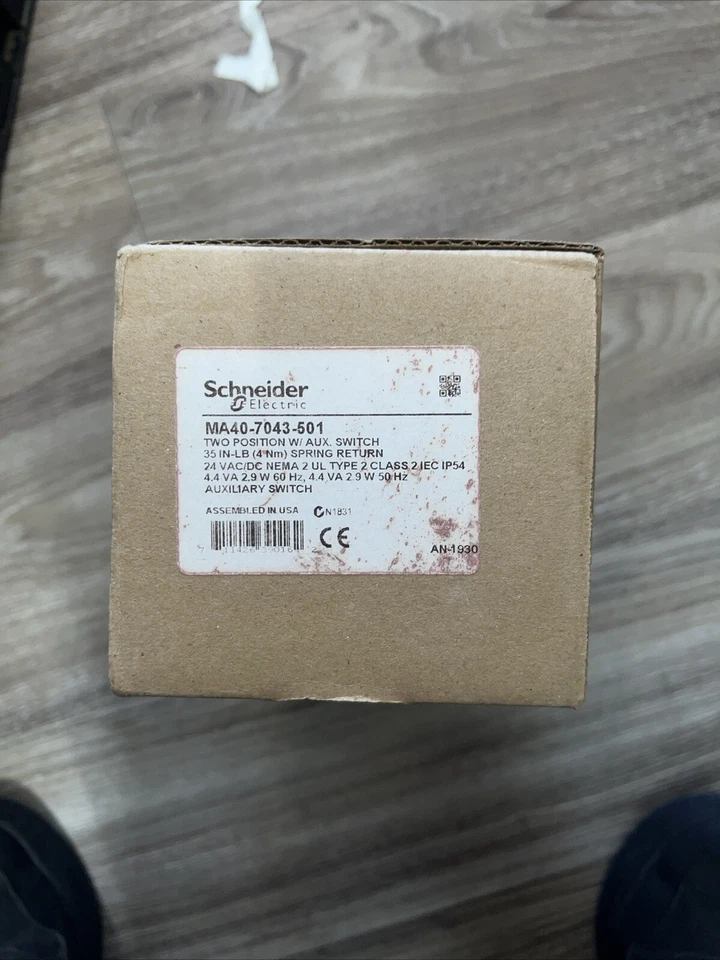 Schneider
Electric
MA40-7043-501
TWO POSITION W/ AUX. SWITCH
35 IN-LB (4 Nm) SPRING RETURN
24 VAC/DC NEMA 2 UL TYPE 2 CLASS 2 IEC IP54
4.4 VA 2.9 W 60 Hz, 4.4 VA 2.9 W 50 Hz
AUXILIARY SWITCH
ASSEMBLED IN USA N1831
CE
AN-1930